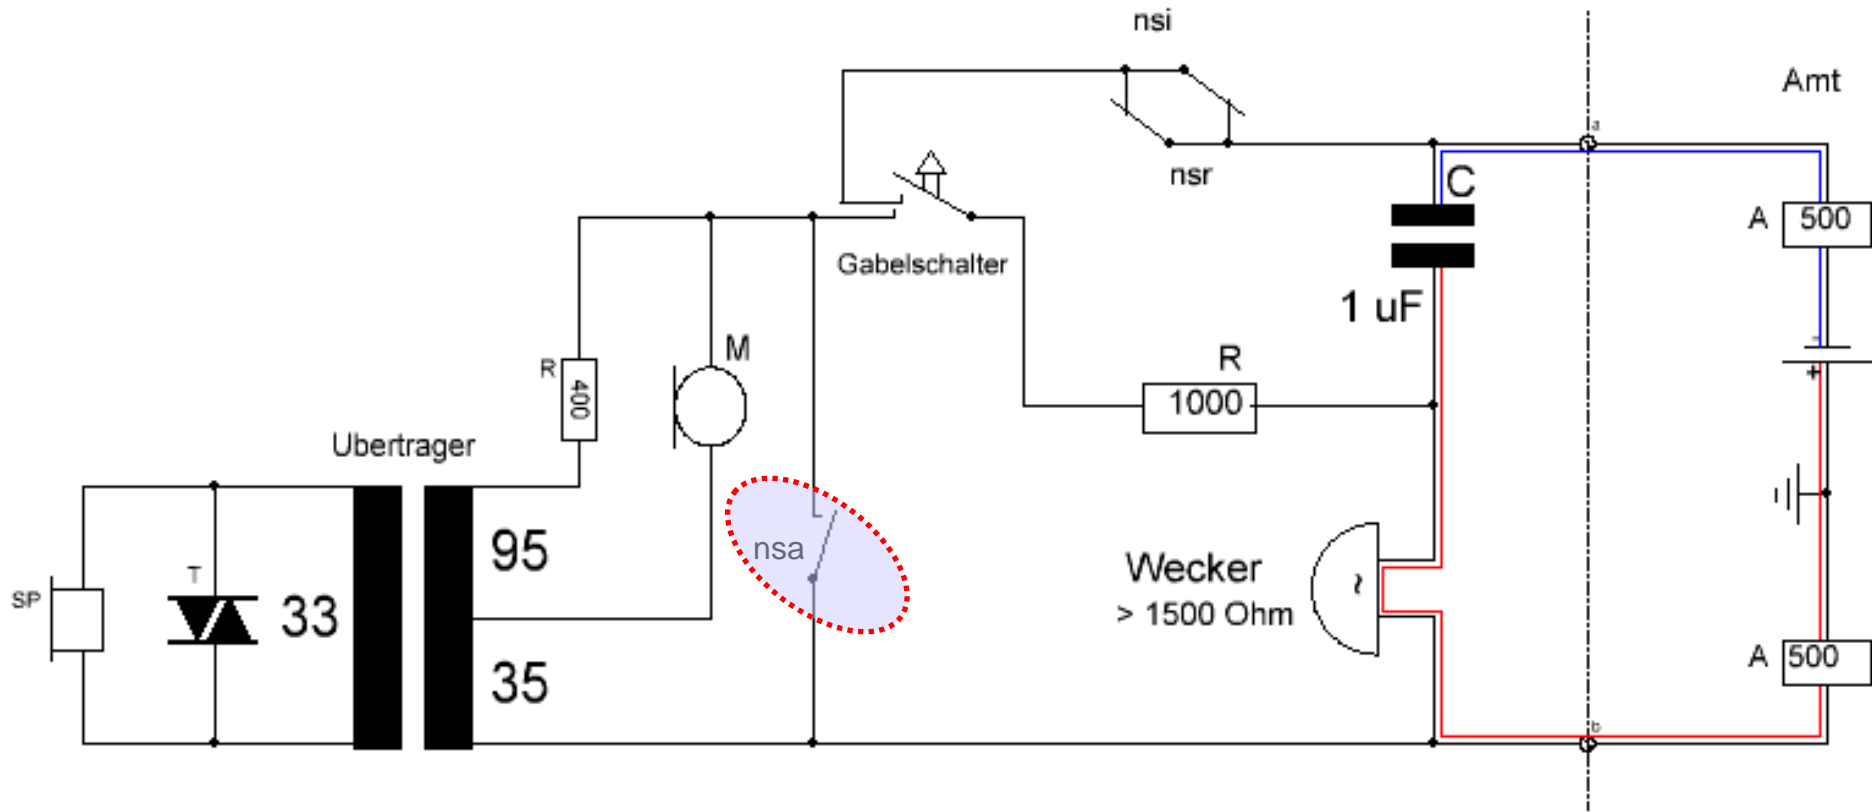 nsi
Amt
a
nsr
C
A 500
Gabelschalter
1 uF
-
+
M
R
400
R
1000
Ubertrager
95
nsa
T
SP
33
Wecker
~
> 1500 Ohm
35
A 500
b